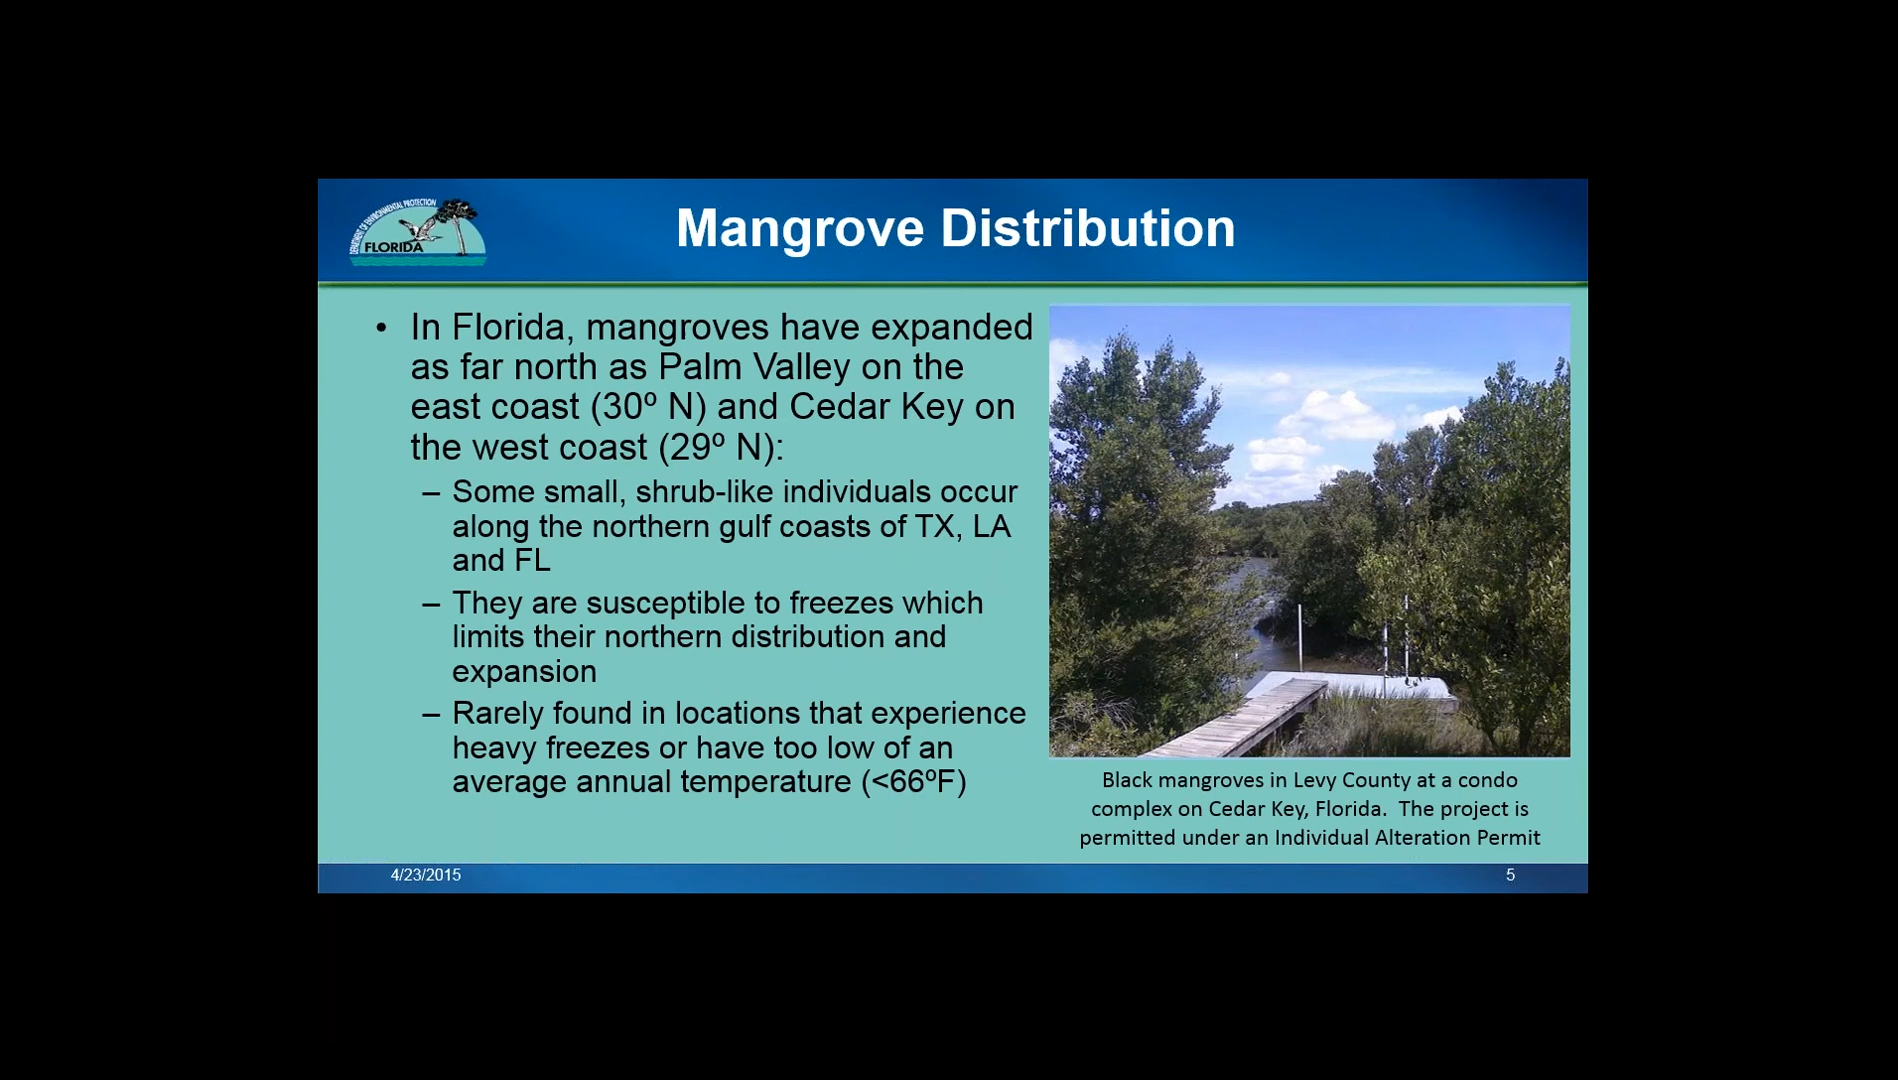 DEPARTMENT OF ENVIRONMENTAL PROTECTION
FLORIDA
Mangrove Distribution
• In Florida, mangroves have expanded
as far north as Palm Valley on the
east coast (30º N) and Cedar Key on
the west coast (29º N):
– Some small, shrub-like individuals occur
along the northern gulf coasts of TX, LA
and FL
– They are susceptible to freezes which
limits their northern distribution and
expansion
– Rarely found in locations that experience
heavy freezes or have too low of an
average annual temperature (<66ºF)
Black mangroves in Levy County at a condo
complex on Cedar Key, Florida.  The project is
permitted under an Individual Alteration Permit
4/23/2015
5